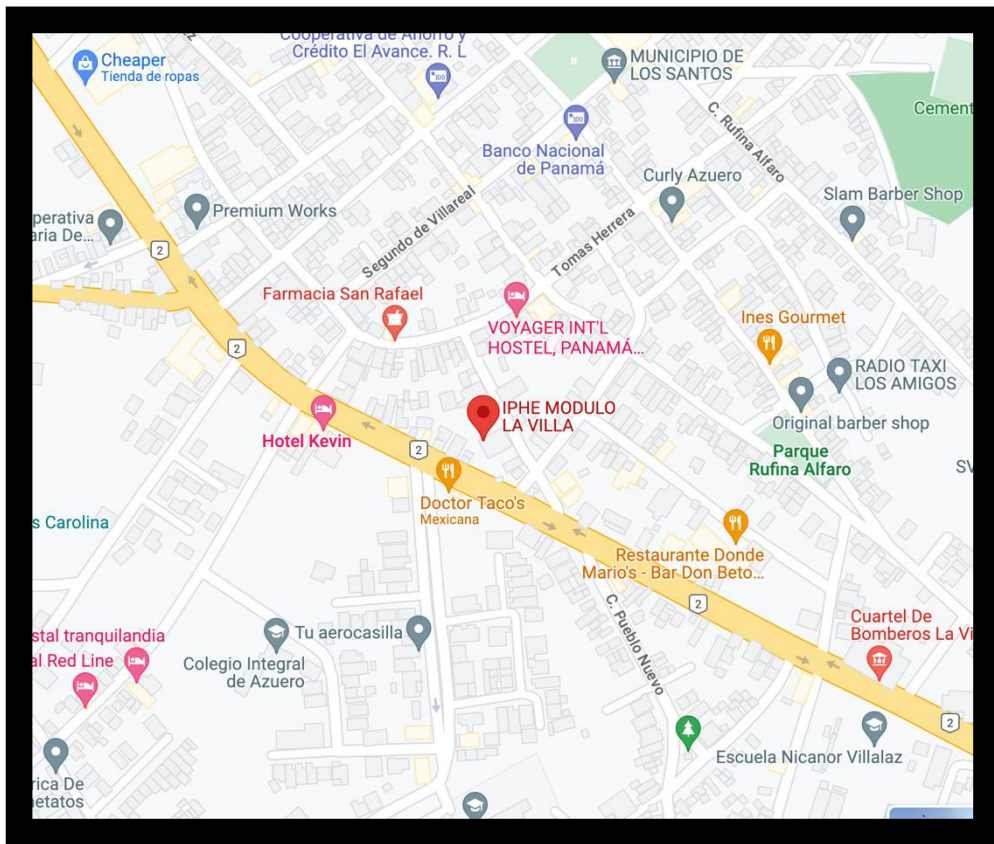 Cooperativa de Ahorro y
Crédito El Avance. R. L
MUNICIPIO DE
LOS SANTOS
Cheaper
Tienda de ropas
C. Rufina Alfaro
Banco Nacional
de Panamá
Curly Azuero
Slam Barber Shop
Premium Works
2
Segundo de Villareal
Tomas Herrera
Farmacia San Rafael
VOYAGER INT'L
HOSTEL, PANAMÁ...
Ines Gourmet
2
RADIO TAXI
LOS AMIGOS
IPHE MODULO
LA VILLA
Original barber shop
Hotel Kevin
2
Parque
Rufina Alfaro
SV
Doctor Taco's
Mexicana
s Carolina
Restaurante Donde
Mario's - Bar Don Beto...
2
C. Pueblo Nuevo
Cuartel De
Bomberos La Vi
stal tranquilandia
al Red Line
Tu aerocasilla
Colegio Integral
de Azuero
2
Escuela Nicanor Villalaz
rica De
etatos
Cement
perativa
aria De...